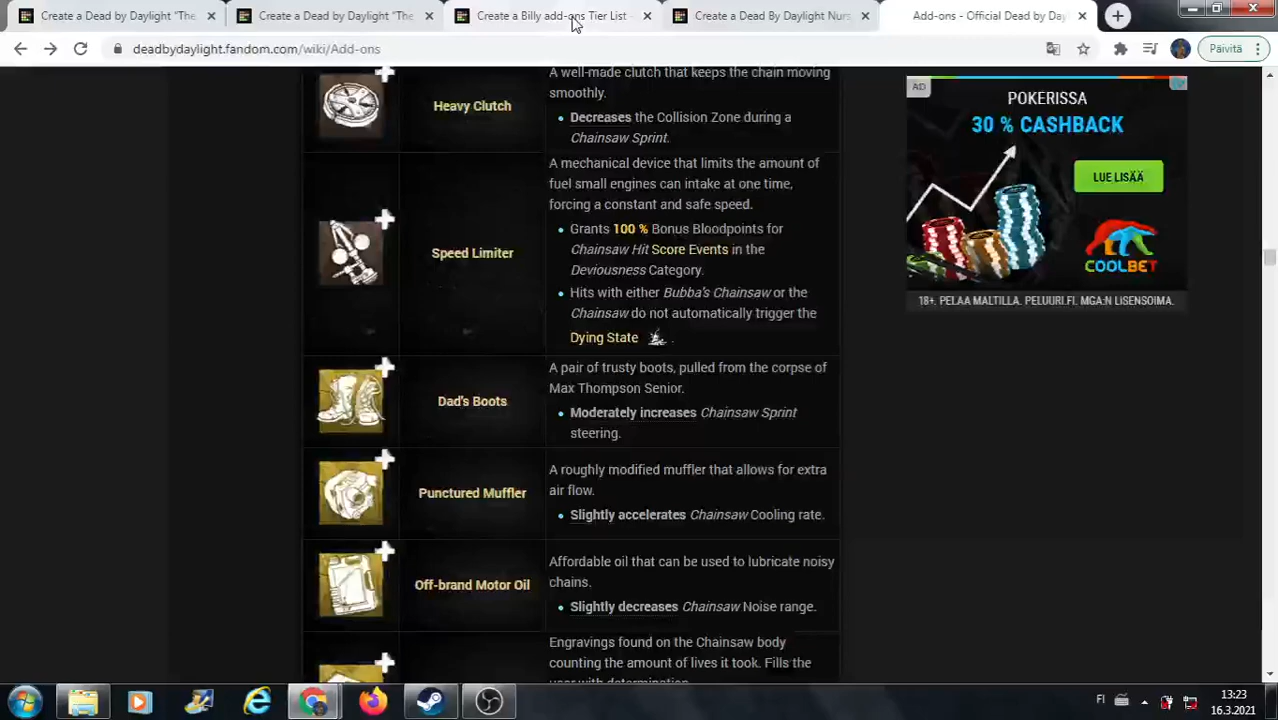 Create a Dead by Daylight "The
Create a Dead by Daylight "The
Create a Billy add-ons Tier List -
Create a Dead By Daylight Nurs
Add-ons - Official Dead by Day
deadbydaylight.fandom.com/wiki/Add-ons
Päivitä
Heavy Clutch
A well-made clutch that keeps the chain moving
smoothly.
Decreases the Collision Zone during a
Chainsaw Sprint.
Speed Limiter
A mechanical device that limits the amount of
fuel small engines can intake at one time,
forcing a constant and safe speed.
Grants 100 % Bonus Bloodpoints for
Chainsaw Hit Score Events in the
Deviousness Category.
Hits with either Bubba's Chainsaw or the
Chainsaw do not automatically trigger the
Dying State .
Dad's Boots
A pair of trusty boots, pulled from the corpse of
Max Thompson Senior.
Moderately increases Chainsaw Sprint
steering.
Punctured Muffler
A roughly modified muffler that allows for extra
air flow.
Slightly accelerates Chainsaw Cooling rate.
Off-brand Motor Oil
Affordable oil that can be used to lubricate noisy
chains.
Slightly decreases Chainsaw Noise range.
Engravings found on the Chainsaw body
counting the amount of lives it took. Fills the
AD
POKERISSA
30 % CASHBACK
LUE LISÄÄ
COOLBET
18+. PELAA MALTILLA. PELUURI.FI. MGA:N LISENSOIMA.
FI
13:23
16.3.2021